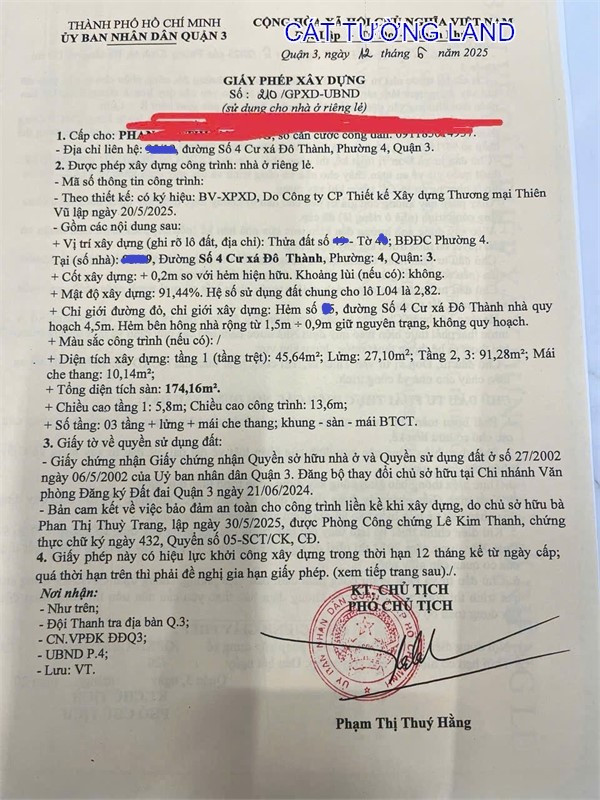 THÀNH PHỐ HỒ CHÍ MINH
ỦY BAN NHÂN DÂN QUẬN 3
CỘNG HÒA XÃ HỘI CHỦ NGHĨA VIỆT NAM
CÁT TƯỜNG LAND
Quận 3, ngày 12 tháng 6 năm 2025
GIẤY PHÉP XÂY DỰNG
Số : 210 /GPXD-UBND
(sử dụng cho nhà ở riêng lẻ)
1. Cấp cho: PHAN
số căn cước công dân:
- Địa chỉ liên hệ: đường Số 4 Cư xá Đô Thành, Phường 4, Quận 3.
2. Được phép xây dựng công trình: nhà ở riêng lẻ.
- Mã số thông tin công trình:
- Theo thiết kế: có ký hiệu: BV-XPXD, Do Công ty CP Thiết kế Xây dựng Thương mại Thiên
Vũ lập ngày 20/5/2025.
- Gồm các nội dung sau:
+ Vị trí xây dựng (ghi rõ lô đất, địa chỉ): Thửa đất số - Tờ ; BĐĐC Phường 4.
Tại (số nhà): , Đường Số 4 Cư xá Đô Thành, Phường: 4, Quận: 3.
+ Cốt xây dựng: + 0,2m so với hẻm hiện hữu. Khoảng lùi (nếu có): không.
+ Mật độ xây dựng: 91,44%. Hệ số sử dụng đất chung cho lô L04 là 2,82.
+ Chỉ giới đường đỏ, chỉ giới xây dựng: Hẻm số , đường Số 4 Cư xá Đô Thành nhà quy
hoạch 4,5m. Hẻm bên hông nhà rộng từ 1,5m ÷ 0,9m giữ nguyên trạng, không quy hoạch.
+ Màu sắc công trình (nếu có): /
+ Diện tích xây dựng: tầng 1 (tầng trệt): 45,64m²; Lửng: 27,10m²; Tầng 2, 3: 91,28m²; Mái
che thang: 10,14m²;
+ Tổng diện tích sàn: 174,16m².
+ Chiều cao tầng 1: 5,8m; Chiều cao công trình: 13,6m;
+ Số tầng: 03 tầng + lửng + mái che thang; khung - sàn - mái BTCT.
3. Giấy tờ về quyền sử dụng đất:
- Giấy chứng nhận Giấy chứng nhận Quyền sở hữu nhà ở và Quyền sử dụng đất ở số 27/2002
ngày 06/5/2002 của Uỷ ban nhân dân Quận 3. Đăng bộ thay đổi chủ sở hữu tại Chi nhánh Văn
phòng Đăng ký Đất đai Quận 3 ngày 21/06/2024.
- Bản cam kết về việc bảo đảm an toàn cho công trình liền kề khi xây dựng, do chủ sở hữu bà
Phan Thị Thuỳ Trang, lập ngày 30/5/2025, được Phòng Công chứng Lê Kim Thanh, chứng
thực chữ ký ngày 432, Quyển số 05-SCT/CK, CĐ.
4. Giấy phép này có hiệu lực khởi công xây dựng trong thời hạn 12 tháng kể từ ngày cấp;
quá thời hạn trên thì phải đề nghị gia hạn giấy phép. (xem tiếp trang sau)./.
Nơi nhận:
- Như trên;
- Đội Thanh tra địa bàn Q.3;
- CN.VPĐK ĐĐQ3;
- UBND P.4;
- Lưu: VT.
KT. CHỦ TỊCH
PHÓ CHỦ TỊCH
Phạm Thị Thuý Hằng